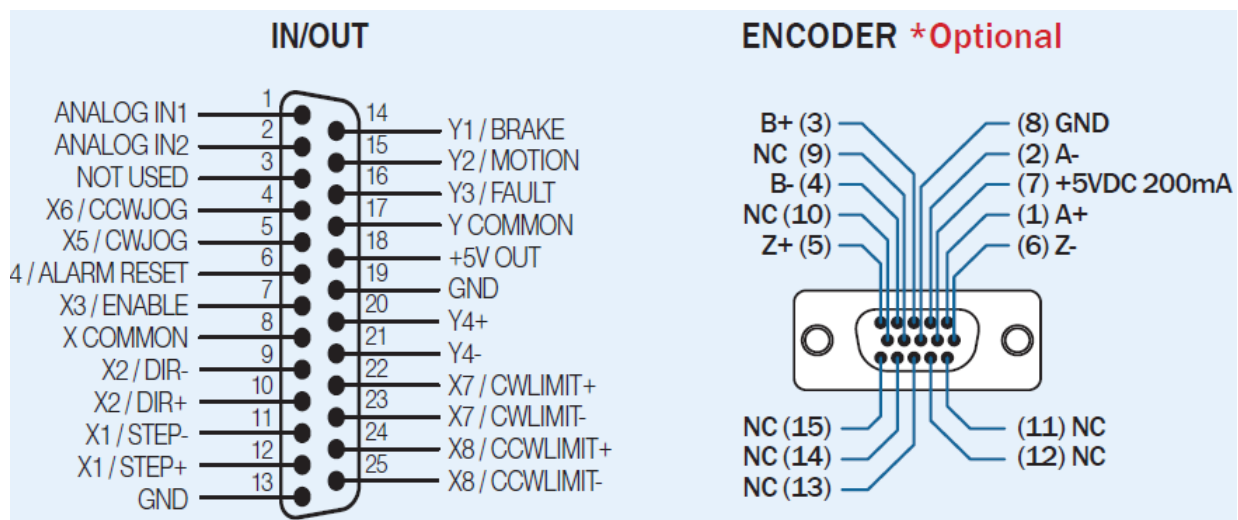 IN/OUT
1
ANALOG IN1
2
ANALOG IN2
3
NOT USED
4
X6 / CCWJOG
5
X5 / CWJOG
6
4 / ALARM RESET
7
X3 / ENABLE
8
X COMMON
9
X2 / DIR-
10
X2 / DIR+
11
X1 / STEP-
12
X1 / STEP+
13
GND
14
Y1 / BRAKE
15
Y2 / MOTION
16
Y3 / FAULT
17
Y COMMON
18
+5V OUT
19
GND
20
Y4+
21
Y4-
22
X7 / CWLIMIT+
23
X7 / CWLIMIT-
24
X8 / CCWLIMIT+
25
X8 / CCWLIMIT-
ENCODER *Optional
B+ (3)
NC (9)
B- (4)
NC (10)
Z+ (5)
(8) GND
(2) A-
(7) +5VDC 200mA
(1) A+
(6) Z-
NC (15)
NC (14)
NC (13)
(11) NC
(12) NC